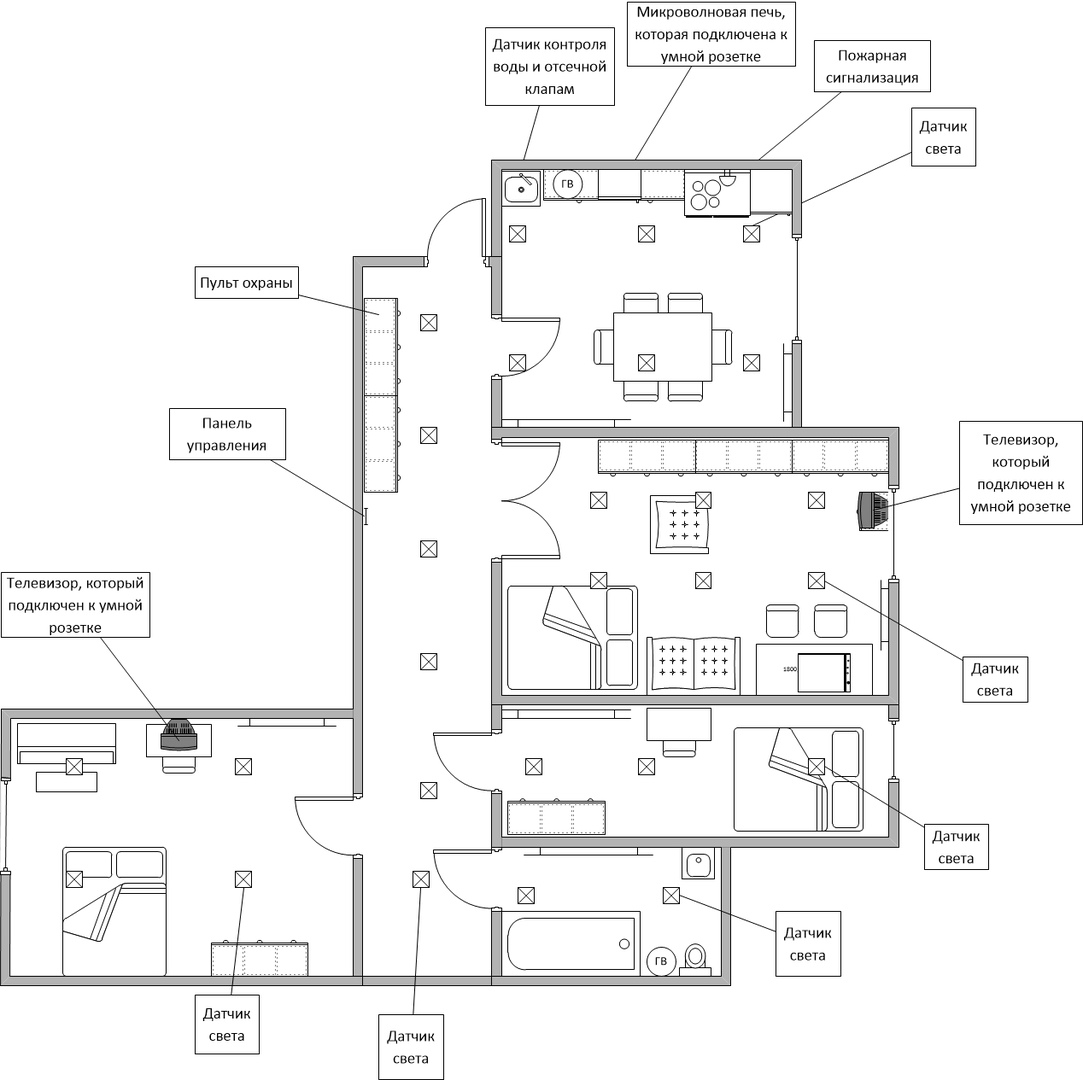 Микроволновая печь,
которая подключена к
умной розетке
Датчик контроля
воды и отсечной
клапам
Пожарная
сигнализация
Датчик
света
ГВ
Пульт охраны
Панель
управления
Телевизор,
который
подключен к
умной розетке
Телевизор, который
подключен к умной
розетке
1800
Датчик
света
Датчик
света
Датчик
света
ГВ
Датчик
света
Датчик
света